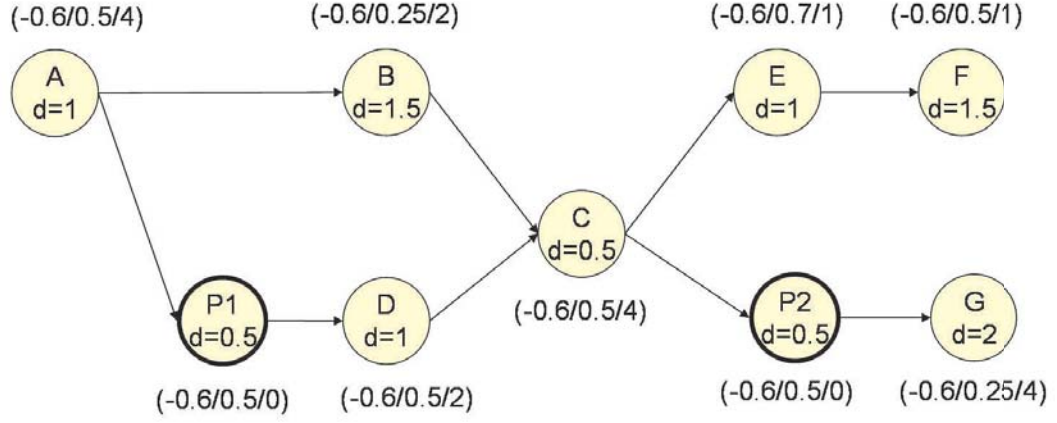 (-0.6/0.5/4)
(-0.6/0.25/2)
(-0.6/0.7/1)
(-0.6/0.5/1)
A
d=1
B
d=1.5
E
d=1
F
d=1.5
C
d=0.5
(-0.6/0.5/4)
P1
d=0.5
D
d=1
P2
d=0.5
G
d=2
(-0.6/0.5/0)
(-0.6/0.5/2)
(-0.6/0.5/0)
(-0.6/0.25/4)